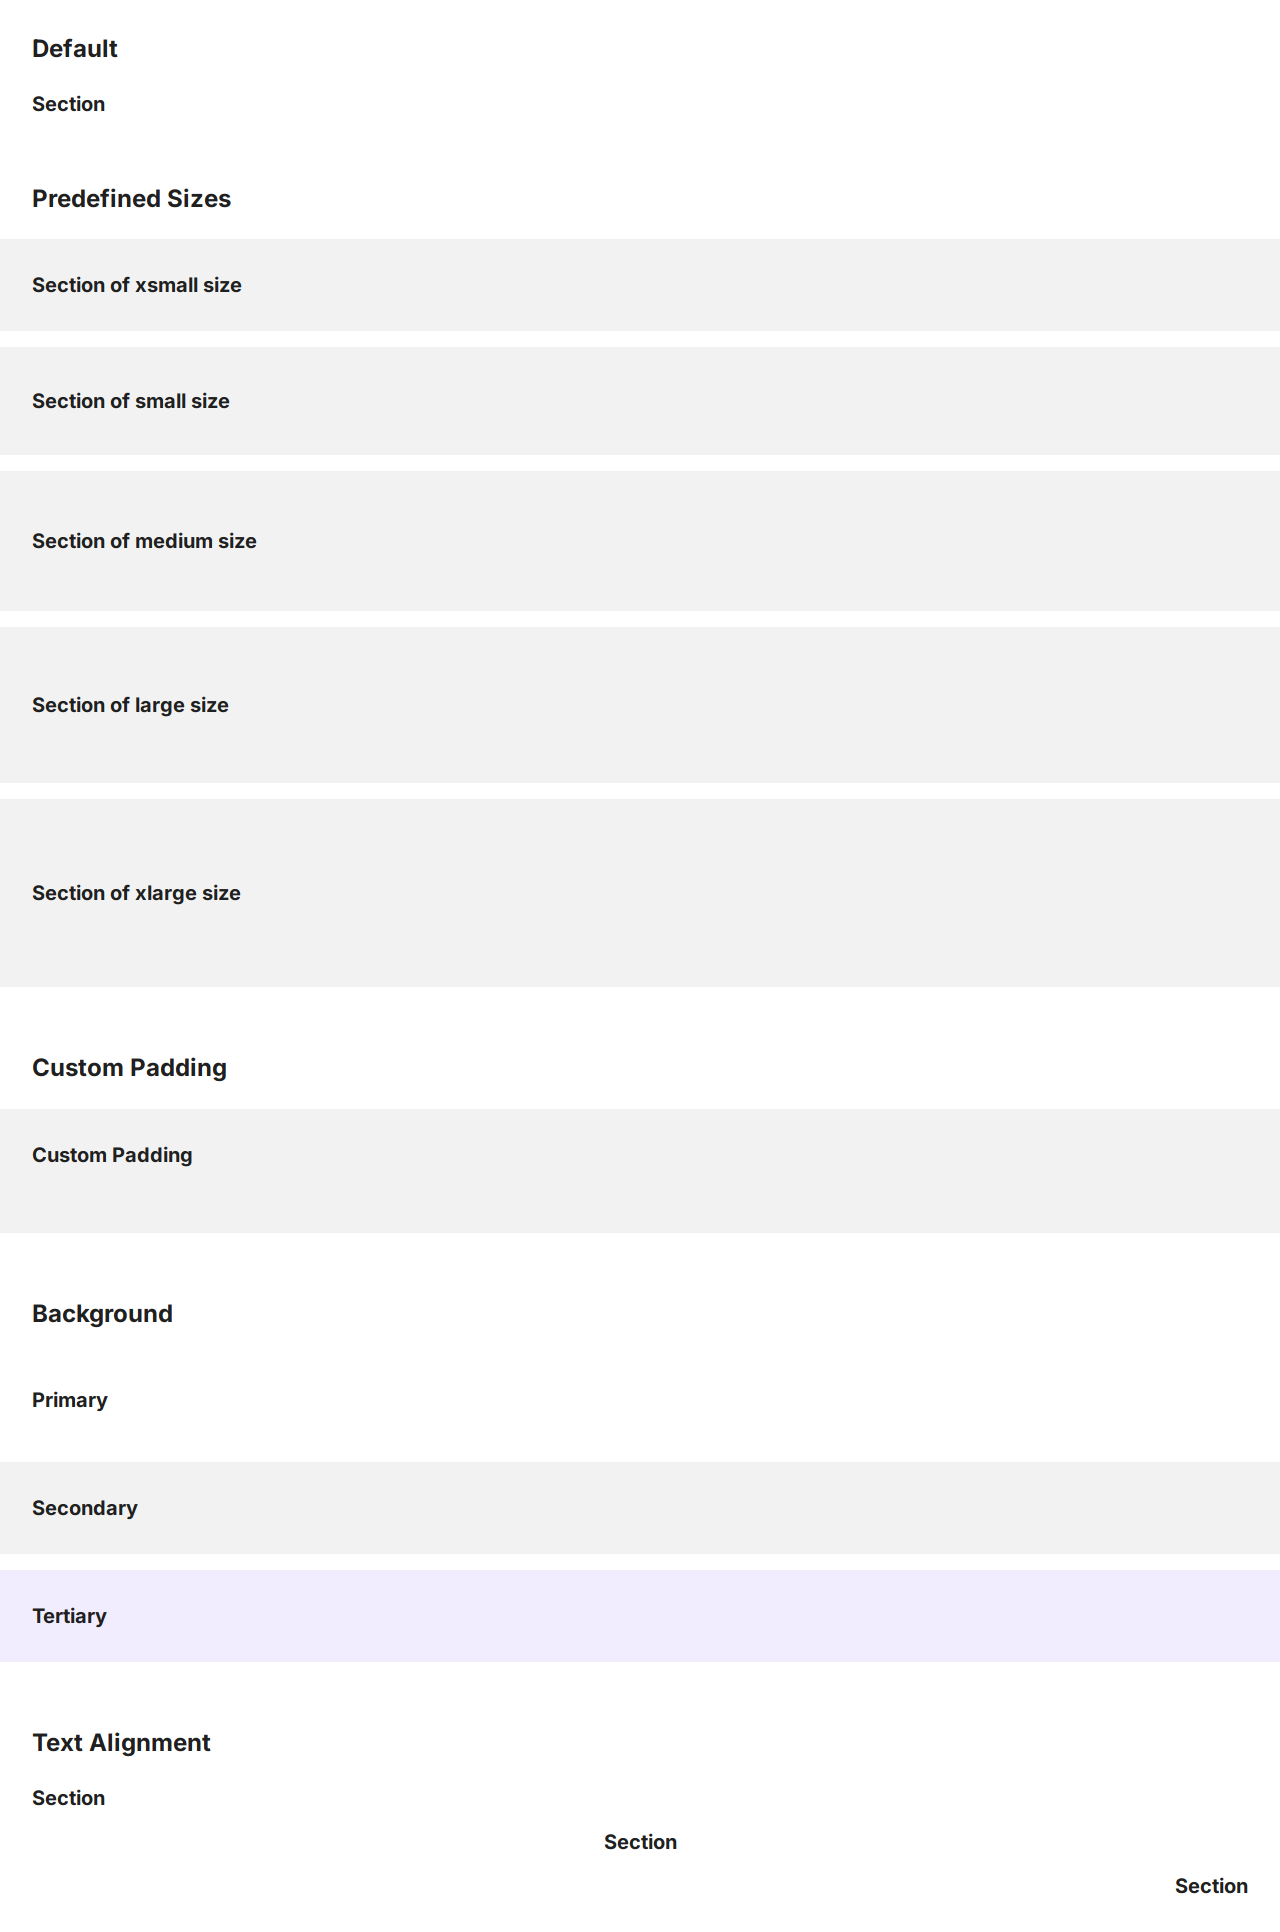 Default
Section
Predefined Sizes
Section of xsmall size
Section of small size
Section of medium size
Section of large size
Section of xlarge size
Custom Padding
Custom Padding
Background
Primary
Secondary
Tertiary
Text Alignment
Section
Section
Section